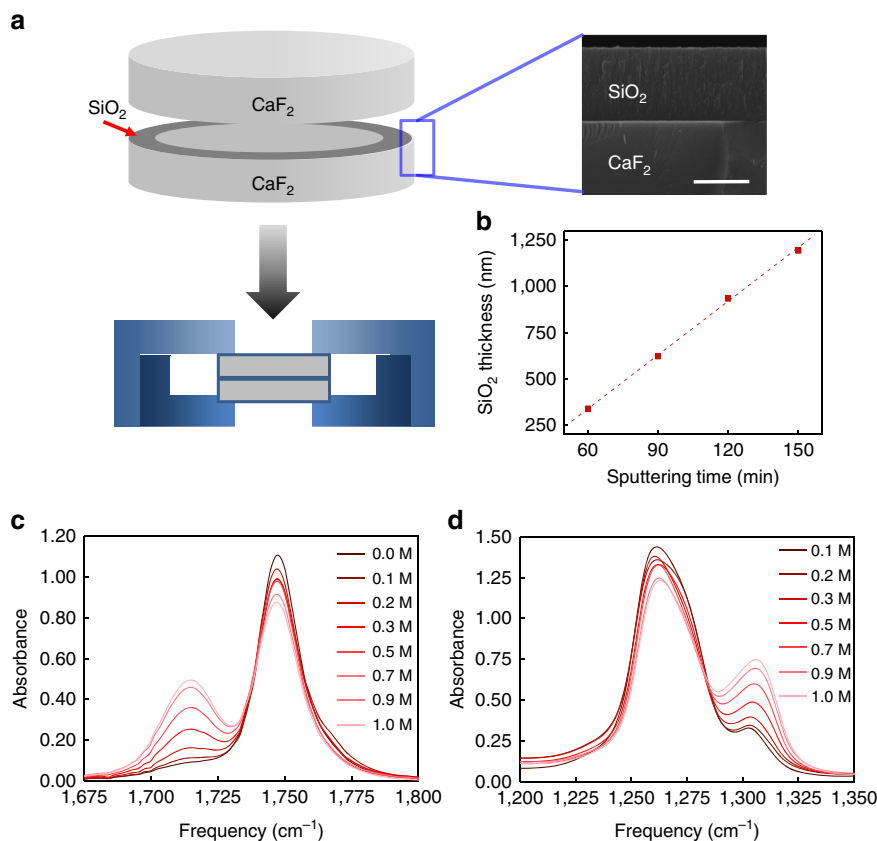 a
SiO2
CaF2
CaF2
SiO2
CaF2
b
1,250
1,000
750
500
250
SiO2 thickness (nm)
60 90 120 150
Sputtering time (min)
c
1.20
1.00
0.80
0.60
0.40
0.20
0.00
Absorbance
1,675 1,700 1,725 1,750 1,775 1,800
Frequency (cm−1)
0.0 M
0.1 M
0.2 M
0.3 M
0.5 M
0.7 M
0.9 M
1.0 M
d
1.50
1.25
1.00
0.75
0.50
0.25
0.00
Absorbance
1,200 1,225 1,250 1,275 1,300 1,325 1,350
Frequency (cm−1)
0.1 M
0.2 M
0.3 M
0.5 M
0.7 M
0.9 M
1.0 M